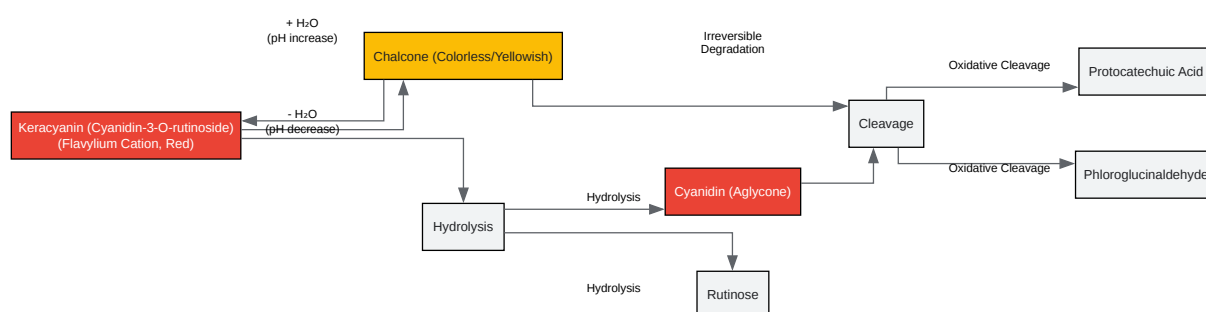 + H₂O
(pH increase)
Chalcone (Colorless/Yellowish)
Irreversible
Degradation
Oxidative Cleavage
Protocatechuic Acid
Keracyanin (Cyanidin-3-O-rutinoside)
(Flavylium Cation, Red)
- H₂O
(pH decrease)
Cleavage
Oxidative Cleavage
Phloroglucinaldehyde
Hydrolysis
Cyanidin (Aglycone)
Hydrolysis
Hydrolysis
Rutinose